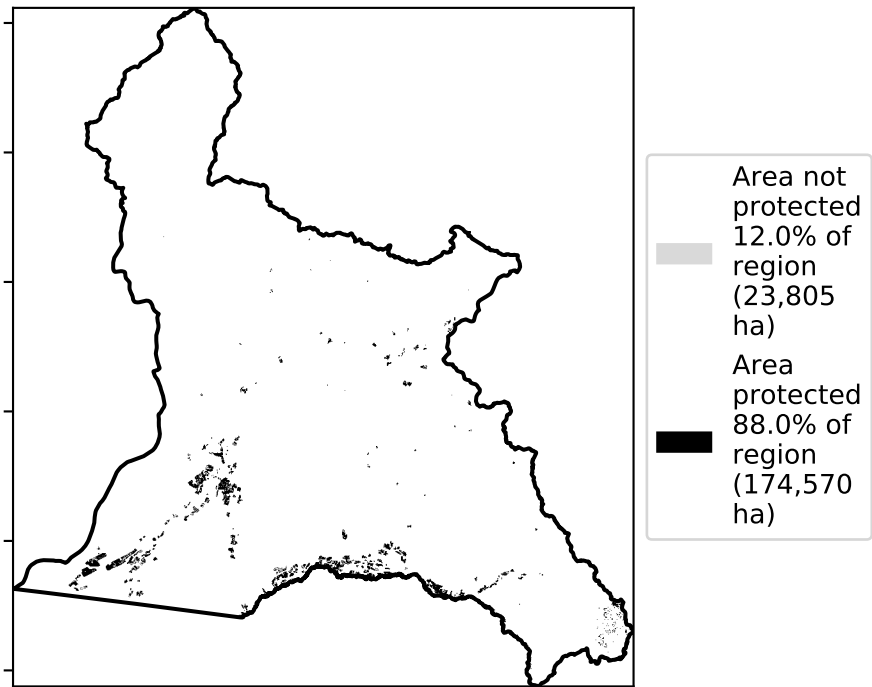 Area not
protected
12.0% of
region
(23,805
ha)
Area
protected
88.0% of
region
(174,570
ha)